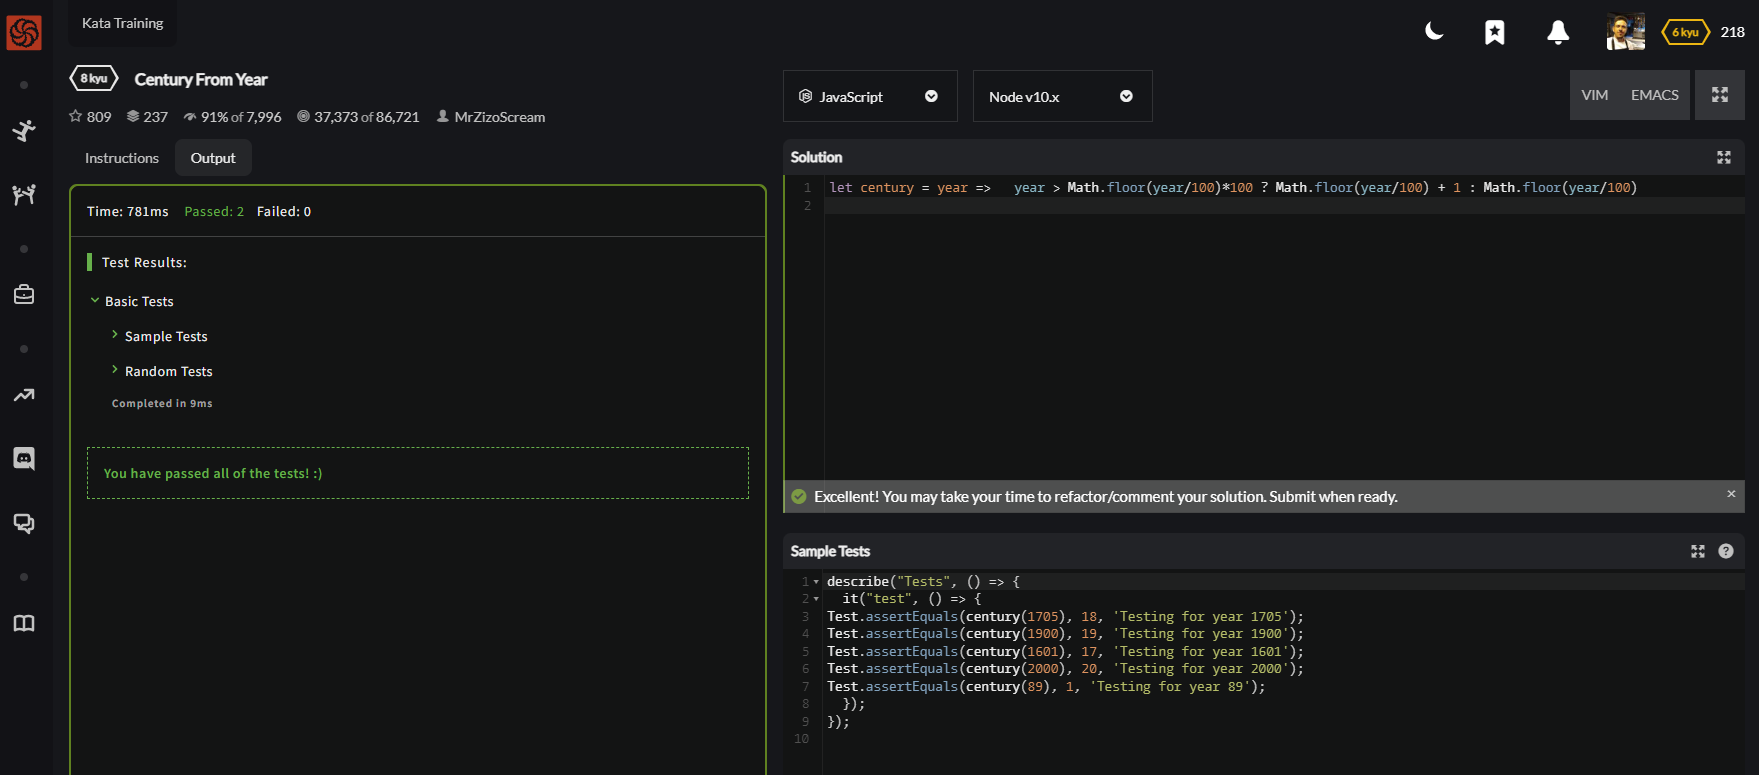 Kata Training
6 kyu 218
8 kyu Century From Year
809 237 91% of 7,996 37,373 of 86,721 MrZizoScream
Instructions Output
Time: 781ms Passed: 2 Failed: 0
Test Results:
Basic Tests
Sample Tests
Random Tests
Completed in 9ms
You have passed all of the tests! :)
JavaScript Node v10.x VIM EMACS
Solution
1 let century = year =>   year > Math.floor(year/100)*100 ? Math.floor(year/100) + 1 : Math.floor(year/100)
2
Excellent! You may take your time to refactor/comment your solution. Submit when ready. ×
Sample Tests ?
1 describe("Tests", () => {
2   it("test", () => {
3 Test.assertEquals(century(1705), 18, 'Testing for year 1705');
4 Test.assertEquals(century(1900), 19, 'Testing for year 1900');
5 Test.assertEquals(century(1601), 17, 'Testing for year 1601');
6 Test.assertEquals(century(2000), 20, 'Testing for year 2000');
7 Test.assertEquals(century(89), 1, 'Testing for year 89');
8   });
9 });
10